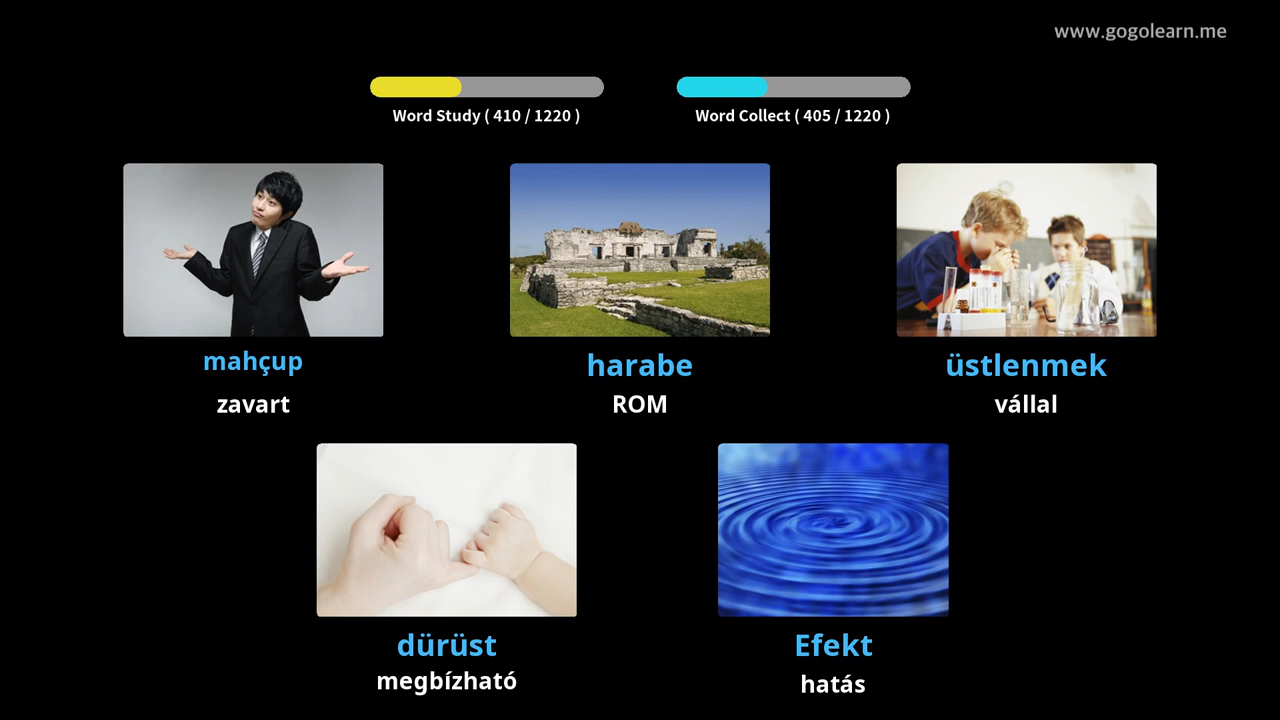 www.gogolearn.me
Word Study ( 410 / 1220 )
Word Collect ( 405 / 1220 )
mahçup
zavart
harabe
ROM
üstlenmek
vállal
dürüst
megbízható
Efekt
hatás